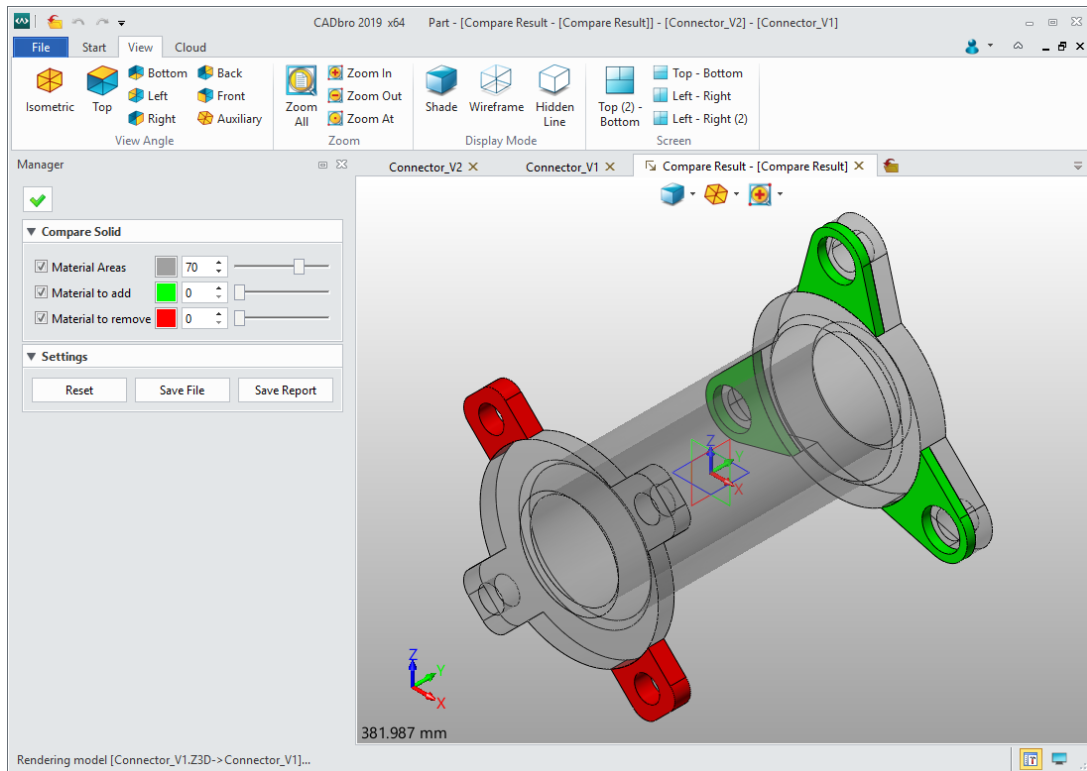 CADbro 2019 x64 Part - [Compare Result - [Compare Result]] - [Connector_V2] - [Connector_V1]
File Start View Cloud
Isometric
Top
Bottom
Left
Right
Back
Front
Auxiliary
View Angle
Zoom All
Zoom In
Zoom Out
Zoom At
Zoom
Shade
Wireframe
Hidden Line
Display Mode
Top (2) - Bottom
Top - Bottom
Left - Right
Left - Right (2)
Screen
Manager
Connector_V2
Connector_V1
Compare Result - [Compare Result]
Compare Solid
Material Areas 70
Material to add 0
Material to remove 0
Settings
Reset Save File Save Report
Z
Y
X
Z
Y
X
381.987 mm
Rendering model [Connector_V1.Z3D->Connector_V1]...
T